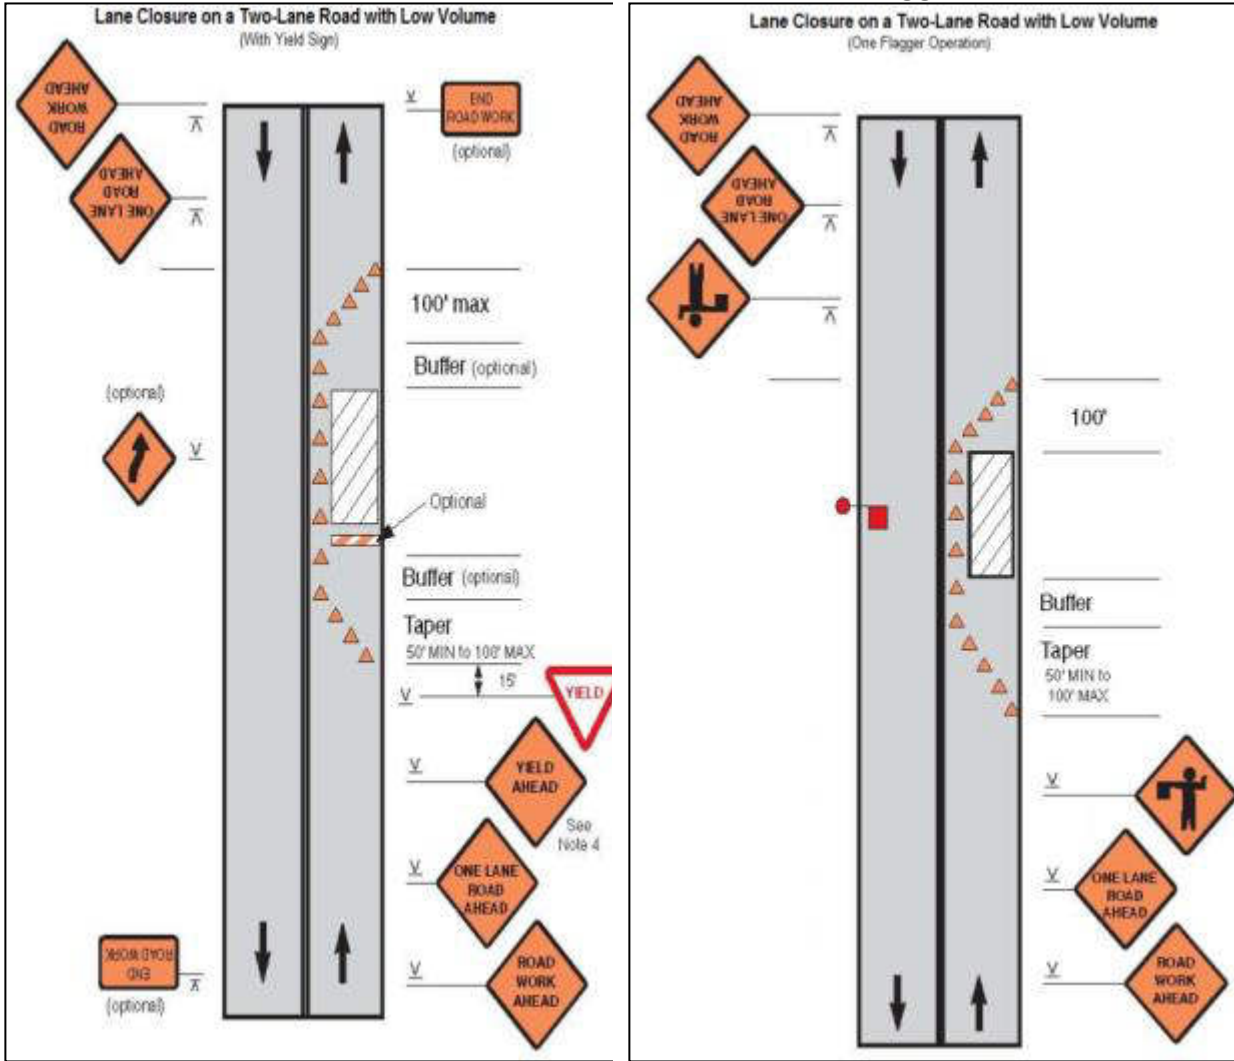 Lane Closure on a Two-Lane Road with Low Volume
(With Yield Sign)
ROAD
WORK
AHEAD
END
ROAD WORK
(optional)
ONE LANE
ROAD
AHEAD
100' max
Buffer (optional)
(optional)
Optional
Buffer (optional)
Taper
50' MIN to 100' MAX
15'
YIELD
YIELD
AHEAD
See
Note 4
ONE LANE
ROAD
AHEAD
END
ROAD WORK
(optional)
ROAD
WORK
AHEAD
Lane Closure on a Two-Lane Road with Low Volume
(One Flagger Operation)
ROAD
WORK
AHEAD
ONE LANE
ROAD
AHEAD
100'
Buffer
Taper
50' MIN to
100' MAX
ONE LANE
ROAD
AHEAD
ROAD
WORK
AHEAD